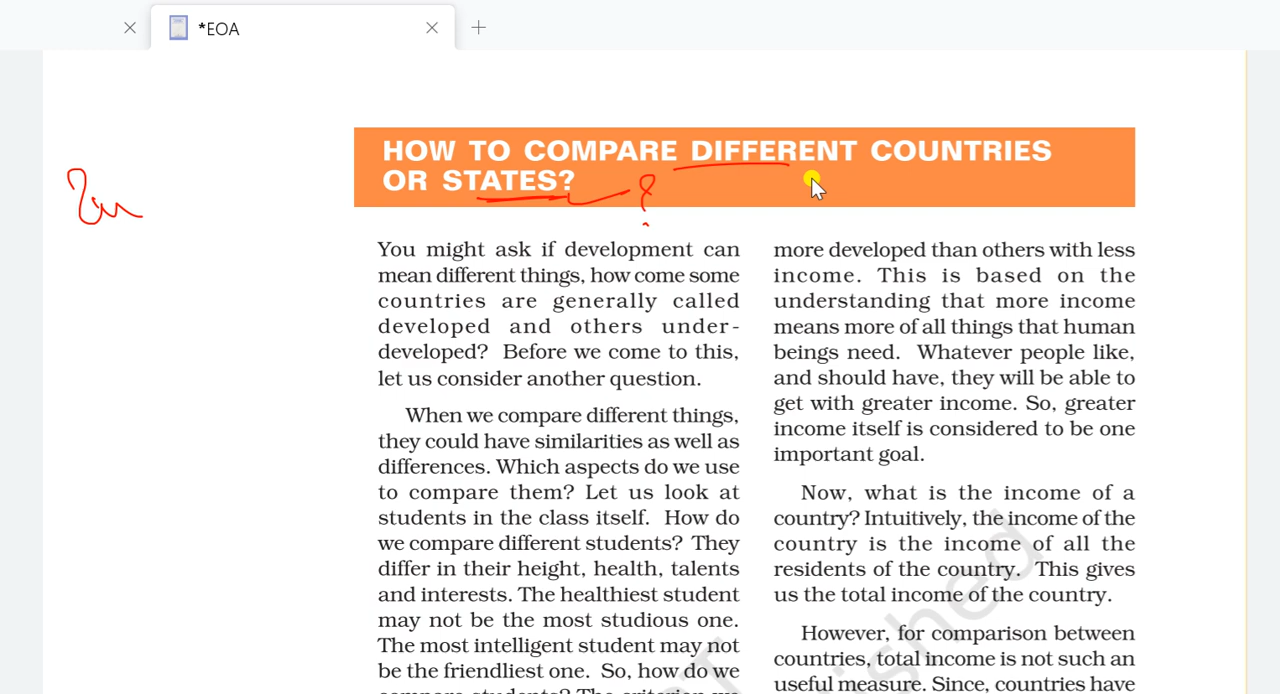 *EOA
HOW TO COMPARE DIFFERENT COUNTRIES
OR STATES?
?
You might ask if development can
mean different things, how come some
countries are generally called
developed and others under-
developed? Before we come to this,
let us consider another question.
When we compare different things,
they could have similarities as well as
differences. Which aspects do we use
to compare them? Let us look at
students in the class itself. How do
we compare different students? They
differ in their height, health, talents
and interests. The healthiest student
may not be the most studious one.
The most intelligent student may not
be the friendliest one. So, how do we
compare students? The criterion we
more developed than others with less
income. This is based on the
understanding that more income
means more of all things that human
beings need. Whatever people like,
and should have, they will be able to
get with greater income. So, greater
income itself is considered to be one
important goal.
Now, what is the income of a
country? Intuitively, the income of the
country is the income of all the
residents of the country. This gives
us the total income of the country.
However, for comparison between
countries, total income is not such an
useful measure. Since, countries have